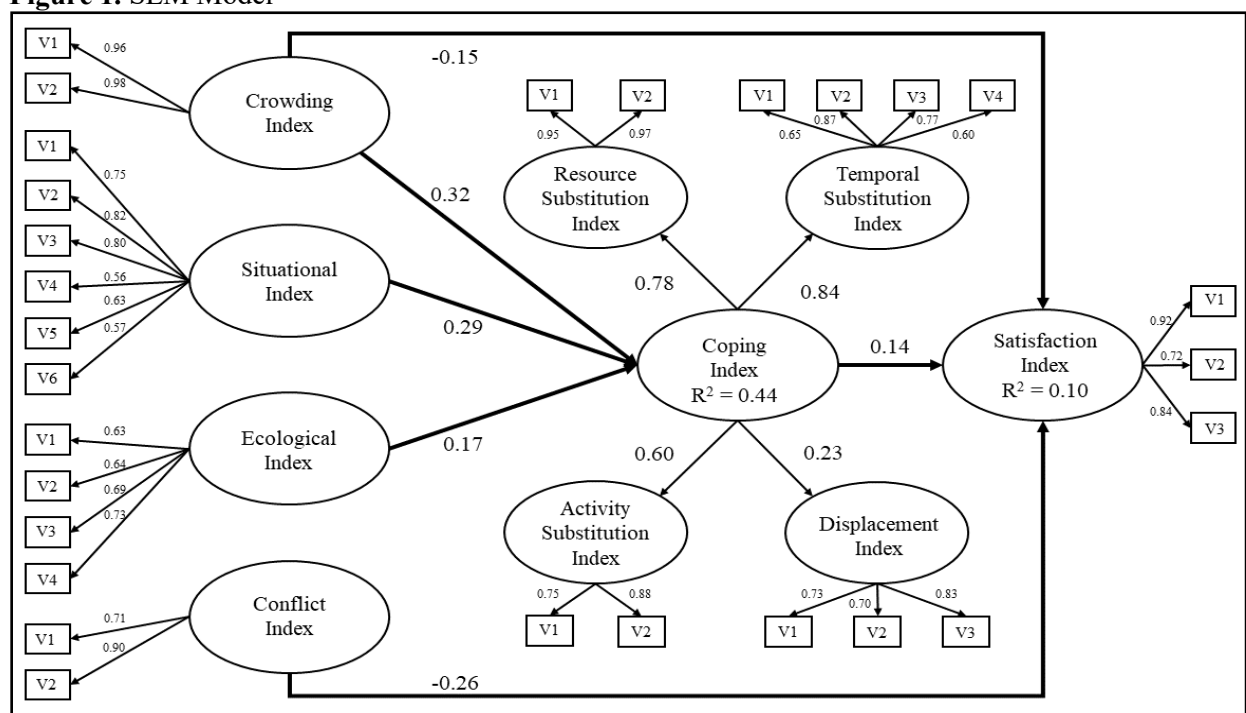 Figure 1. SEM Model
V1
0.96
V2
0.98
Crowding
Index
-0.15
0.32
V1
0.75
V2
0.82
V3
0.80
V4
0.56
V5
0.63
V6
0.57
Situational
Index
0.29
V1
0.63
V2
0.64
V3
0.69
V4
0.73
Ecological
Index
0.17
V1
0.71
V2
0.90
Conflict
Index
-0.26
V1
V2
0.95
0.97
Resource
Substitution
Index
0.78
V1
V2
V3
V4
0.65
0.87
0.77
0.60
Temporal
Substitution
Index
0.84
Coping
Index
R² = 0.44
0.14
0.60
0.23
Activity
Substitution
Index
0.75
0.88
V1
V2
Displacement
Index
0.73
0.70
0.83
V1
V2
V3
Satisfaction
Index
R² = 0.10
V1
0.92
V2
0.72
V3
0.84